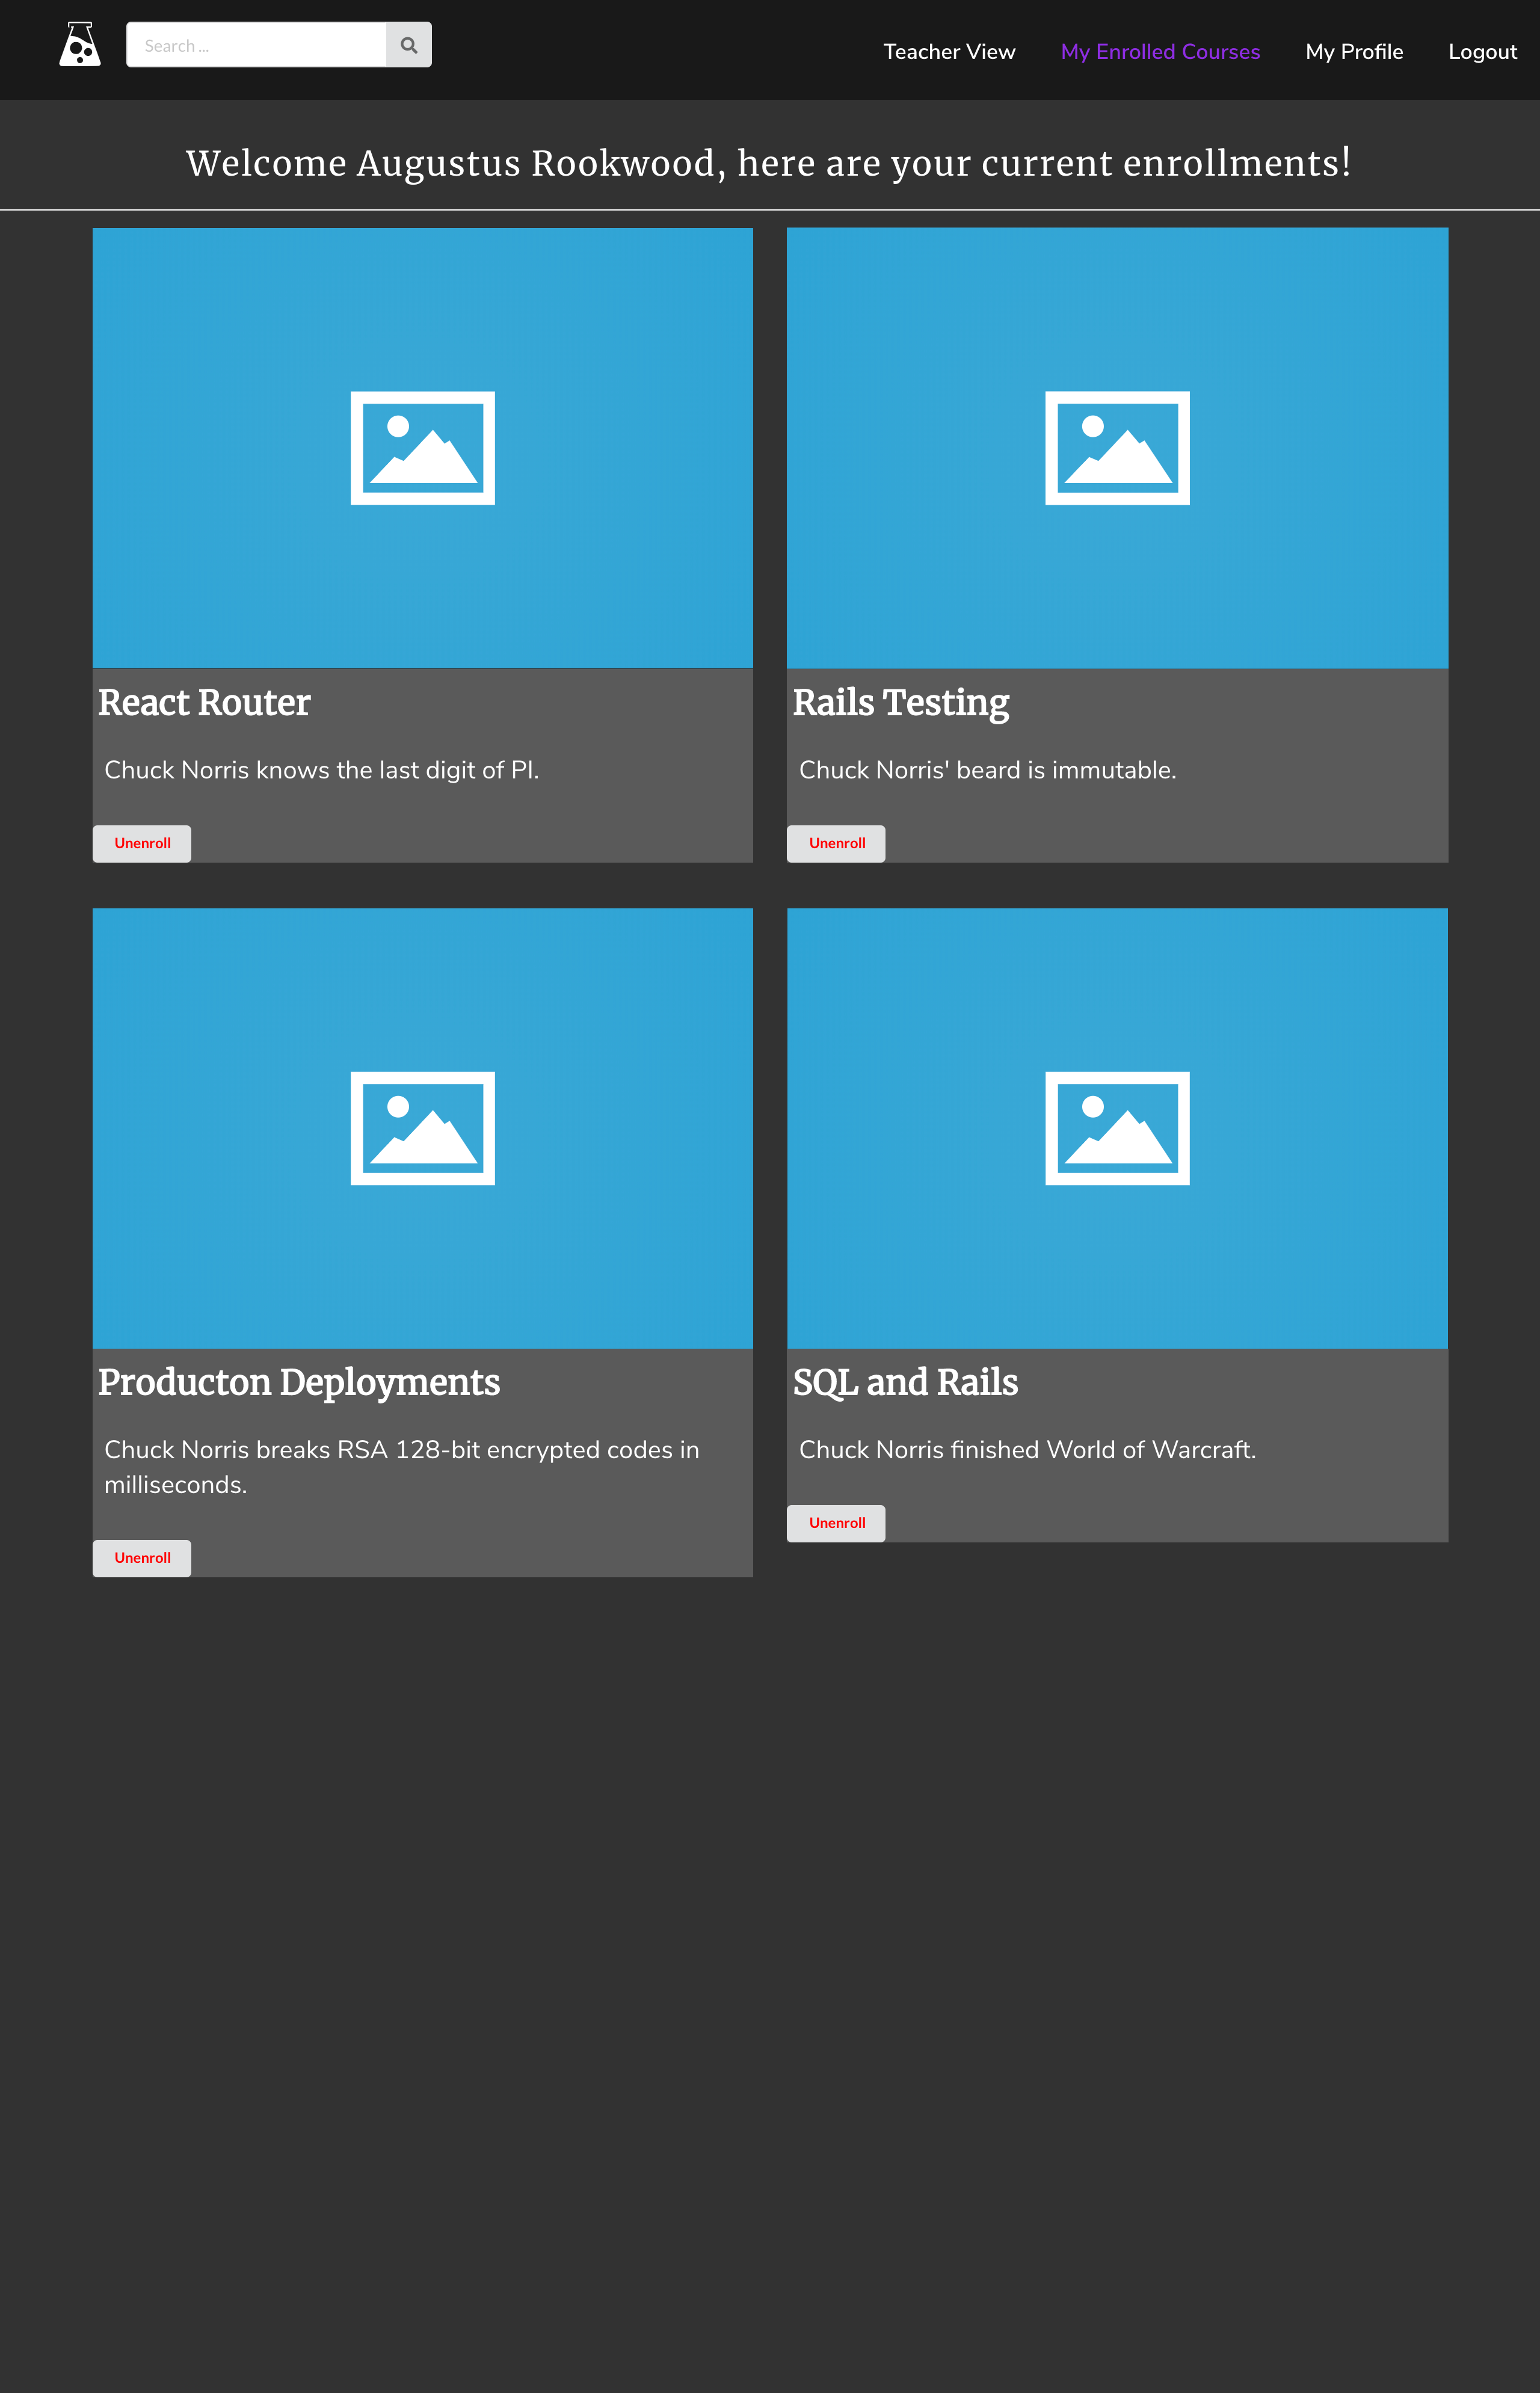 Search ...
Teacher View
My Enrolled Courses
My Profile
Logout
Welcome Augustus Rookwood, here are your current enrollments!
React Router
Chuck Norris knows the last digit of PI.
Unenroll
Rails Testing
Chuck Norris' beard is immutable.
Unenroll
Producton Deployments
Chuck Norris breaks RSA 128-bit encrypted codes in
milliseconds.
Unenroll
SQL and Rails
Chuck Norris finished World of Warcraft.
Unenroll